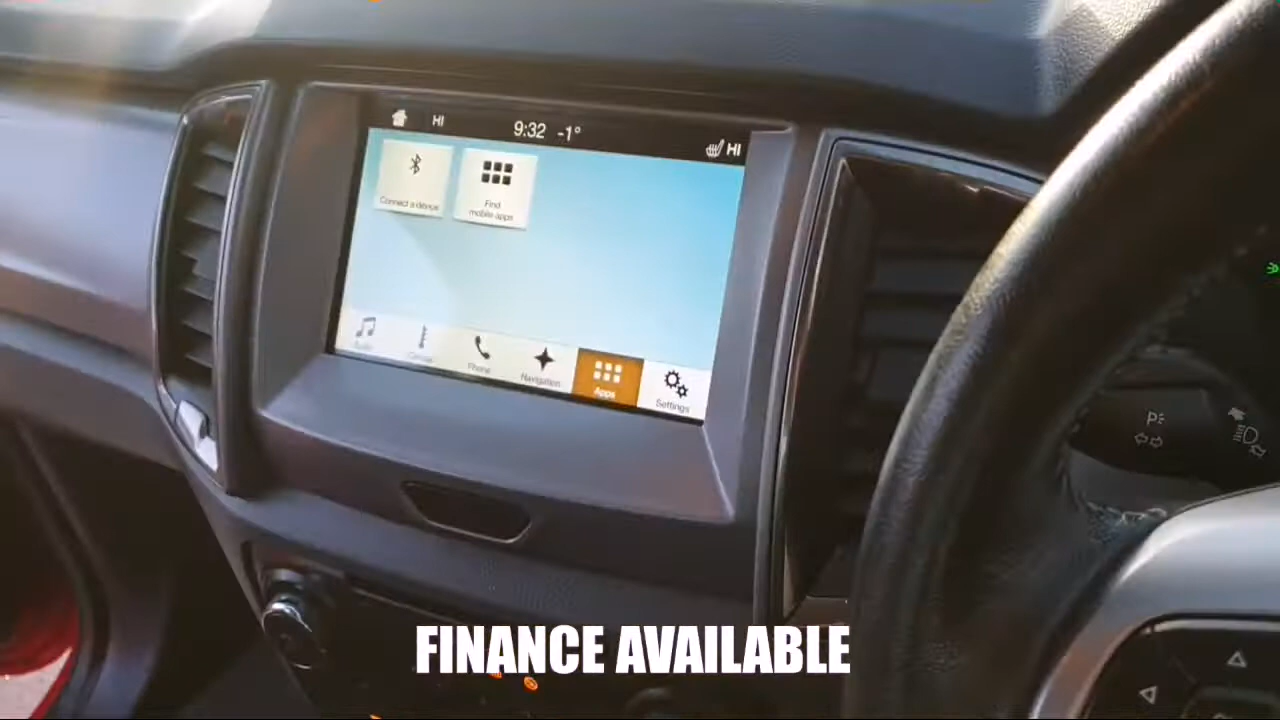 HI 9:32 -1° HI
Connect a device
Find
mobile apps
Audio
Climate
Phone
Navigation
Apps
Settings
P
FINANCE AVAILABLE